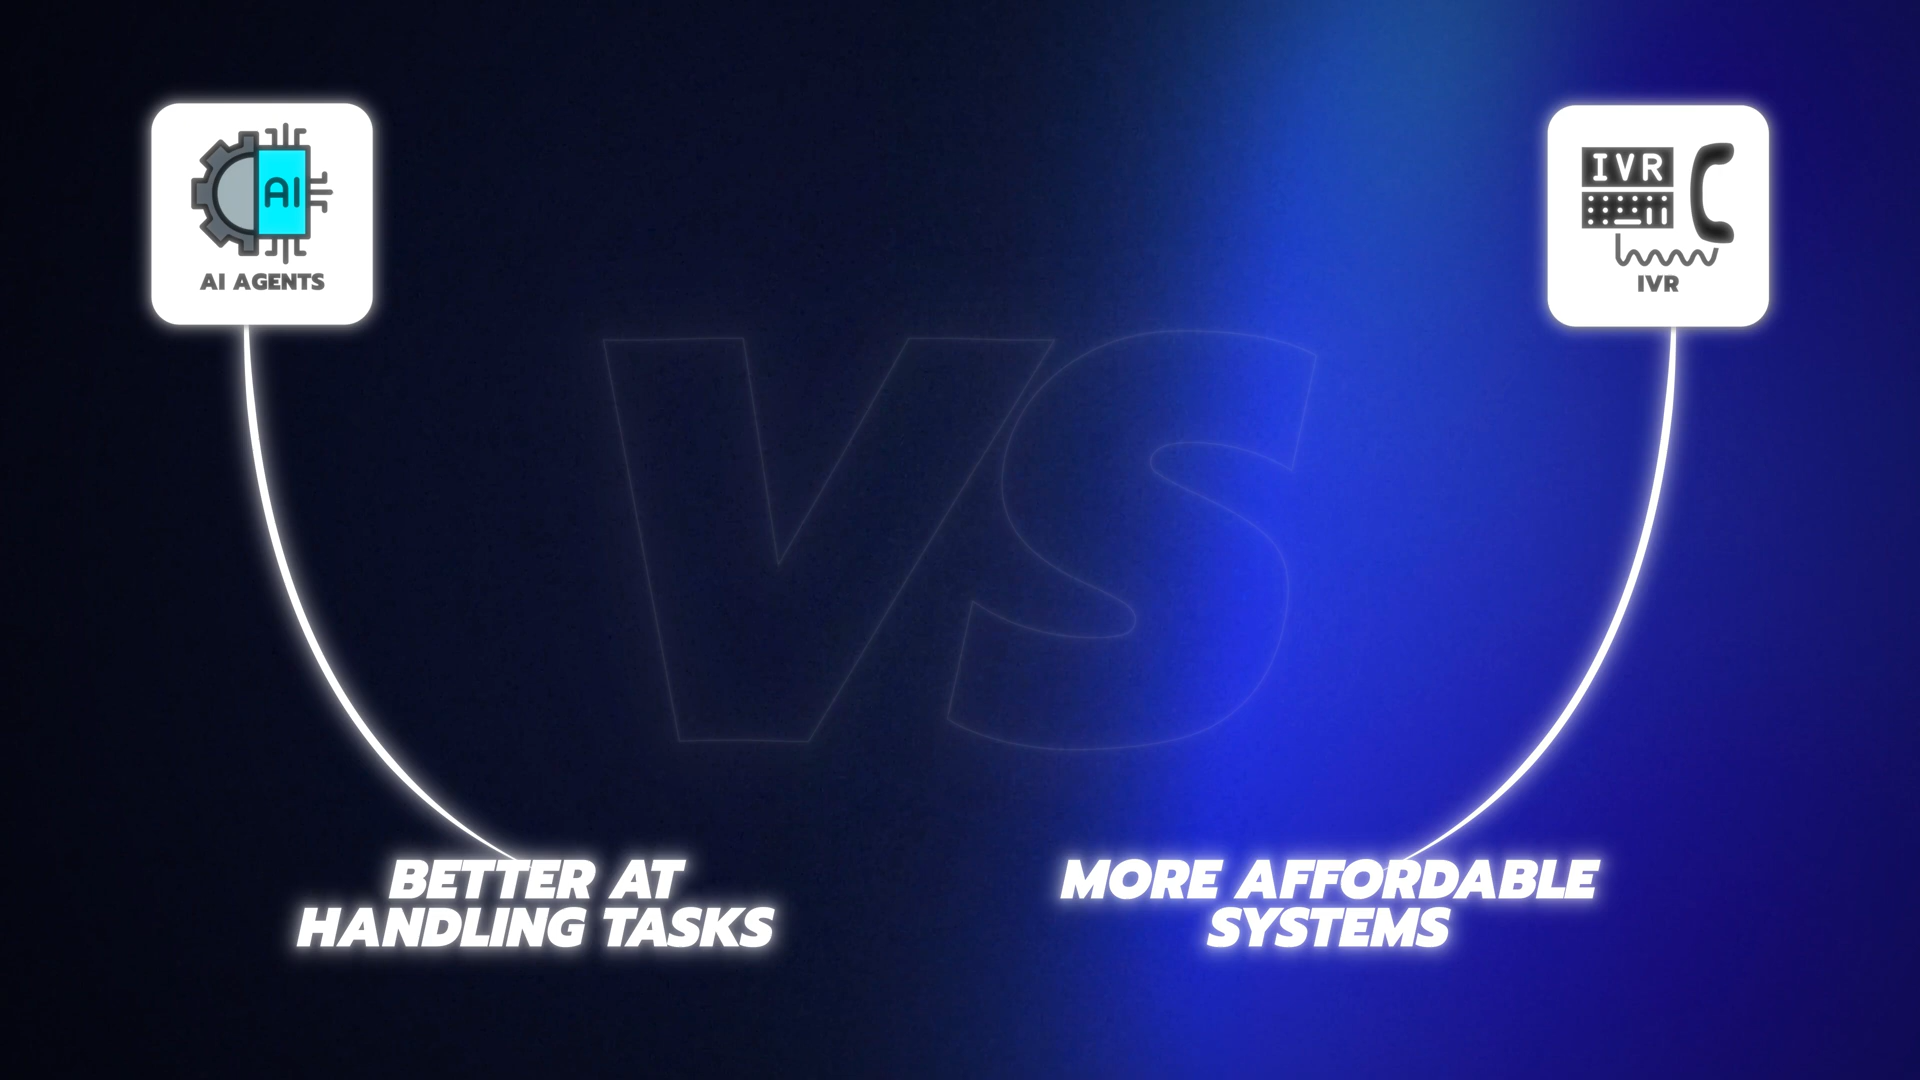 AI
AI AGENTS
IVR
IVR
VS
BETTER AT
HANDLING TASKS
MORE AFFORDABLE
SYSTEMS